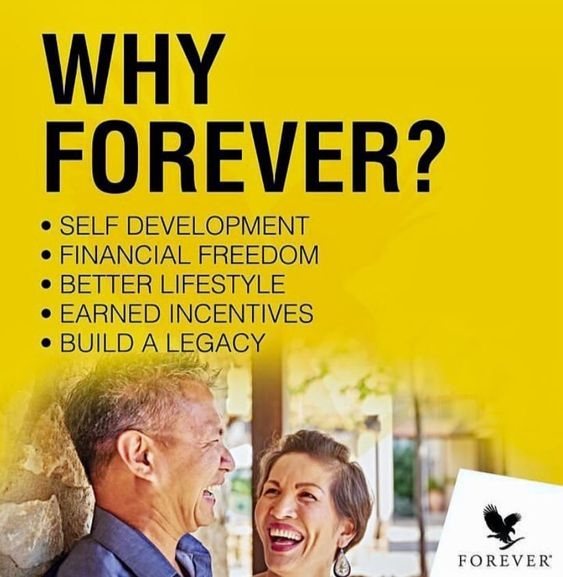 WHY
FOREVER?
• SELF DEVELOPMENT
• FINANCIAL FREEDOM
• BETTER LIFESTYLE
• EARNED INCENTIVES
• BUILD A LEGACY
FOREVER®